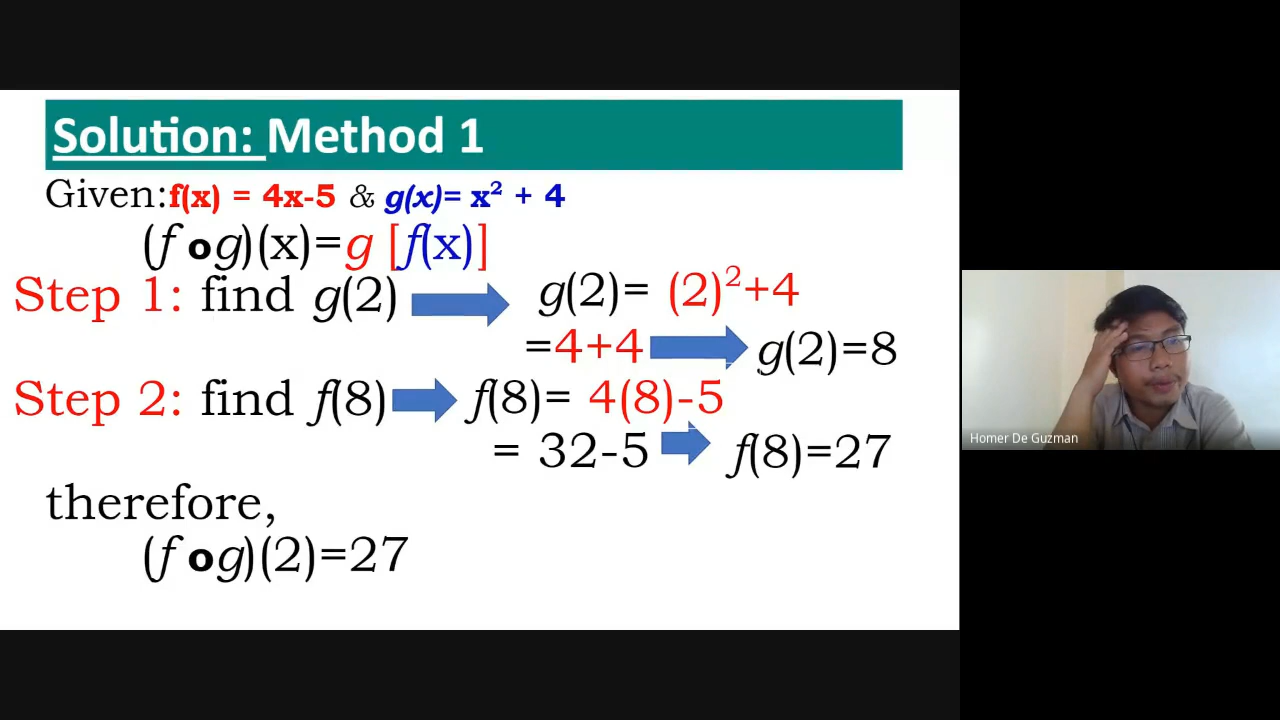 Solution: Method 1
Given:f(x) = 4x-5 & g(x)= x² + 4
(f o g)(x)=g [f(x)]
Step 1: find g(2) g(2)= (2)²+4
=4+4 g(2)=8
Step 2: find f(8) f(8)= 4(8)-5
= 32-5 f(8)=27
therefore,
(f o g)(2)=27
Homer De Guzman